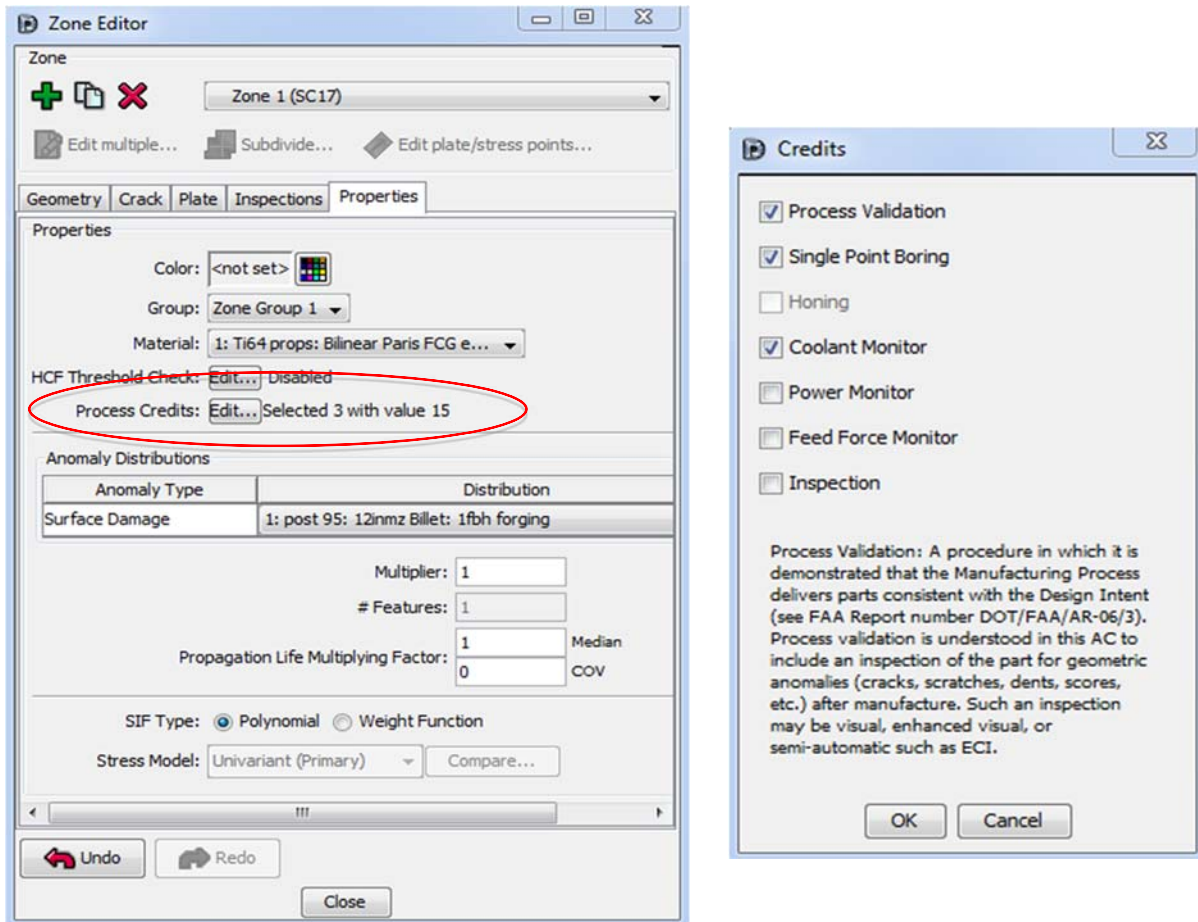 Zone Editor
Zone
Zone 1 (SC17)
Edit multiple... Subdivide... Edit plate/stress points...
Geometry Crack Plate Inspections Properties
Properties
Color: <not set>
Group: Zone Group 1
Material: 1: Ti64 props: Bilinear Paris FCG e...
HCF Threshold Check: Edit... Disabled
Process Credits: Edit... Selected 3 with value 15
Anomaly Distributions
Anomaly Type Distribution
Surface Damage 1: post 95: 12inmz Billet: 1fbh forging
Multiplier: 1
# Features: 1
Propagation Life Multiplying Factor: 1 Median
0 COV
SIF Type: Polynomial Weight Function
Stress Model: Univariant (Primary) Compare...
Undo Redo
Close
Credits
Process Validation
Single Point Boring
Honing
Coolant Monitor
Power Monitor
Feed Force Monitor
Inspection
Process Validation: A procedure in which it is
demonstrated that the Manufacturing Process
delivers parts consistent with the Design Intent
(see FAA Report number DOT/FAA/AR-06/3).
Process validation is understood in this AC to
include an inspection of the part for geometric
anomalies (cracks, scratches, dents, scores,
etc.) after manufacture. Such an inspection
may be visual, enhanced visual, or
semi-automatic such as ECI.
OK Cancel